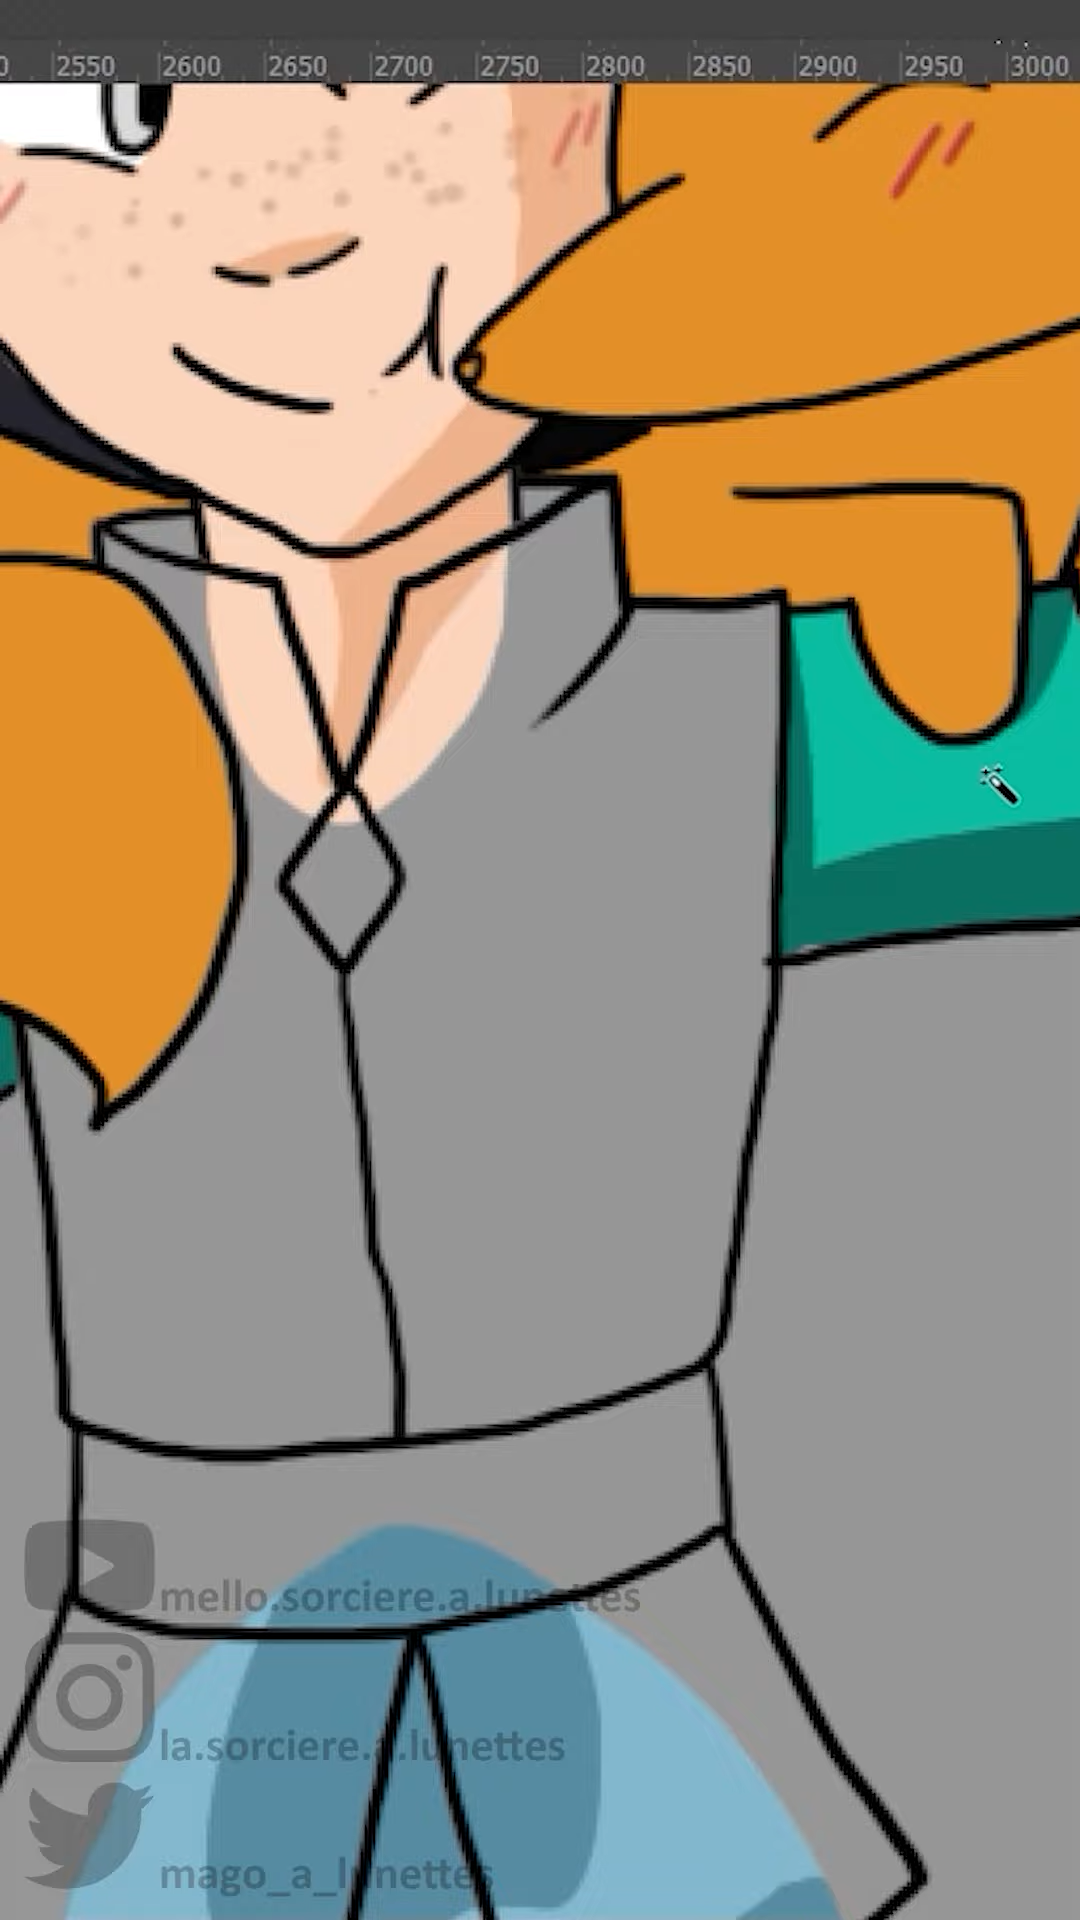 2550 2600 2650 2700 2750 2800 2850 2900 2950 3000
mello.sorciere.a.lunettes
la.sorciere.a.lunettes
mago_a_lunettes